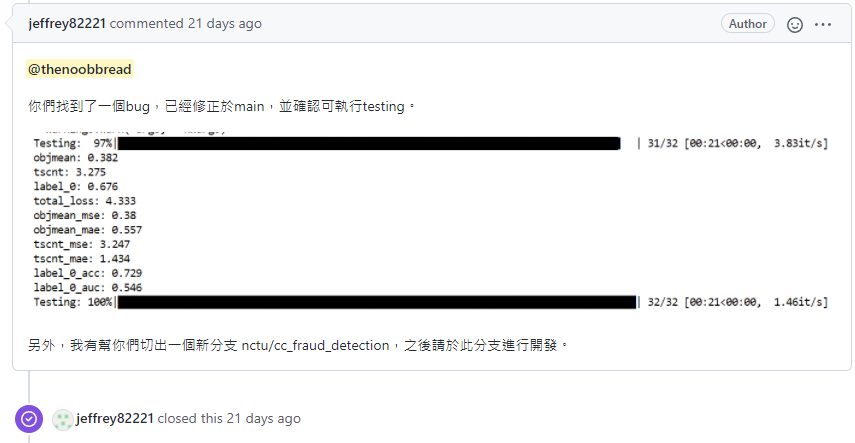 jeffrey82221 commented 21 days ago
Author
@thenoobbread
你們找到了一個bug，已經修正於main，並確認可執行testing。
Testing: 97%| | 31/32 [00:21<00:00, 3.83it/s]
objmean: 0.382
tscnt: 3.275
label_0: 0.676
total_loss: 4.333
objmean_mse: 0.38
objmean_mae: 0.557
tscnt_mse: 3.247
tscnt_mae: 1.434
label_0_acc: 0.729
label_0_auc: 0.546
Testing: 100%| | 32/32 [00:21<00:00, 1.46it/s]
另外，我有幫你們切出一個新分支 nctu/cc_fraud_detection，之後請於此分支進行開發。
jeffrey82221 closed this 21 days ago